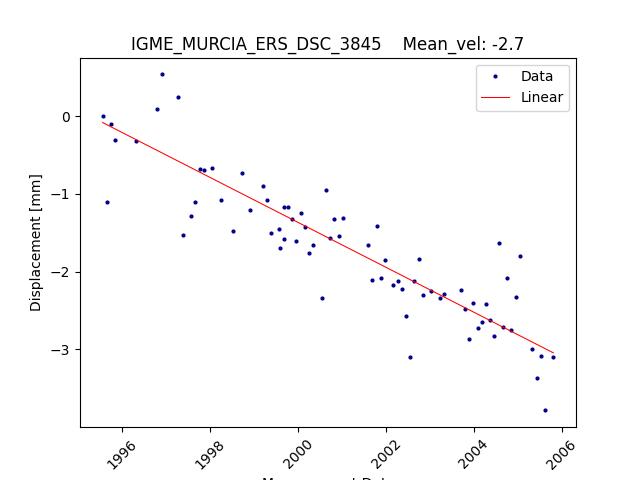 IGME_MURCIA_ERS_DSC_3845 Mean_vel: -2.7
Data
Linear
Displacement [mm]
0
−1
−2
−3
1996
1998
2000
2002
2004
2006